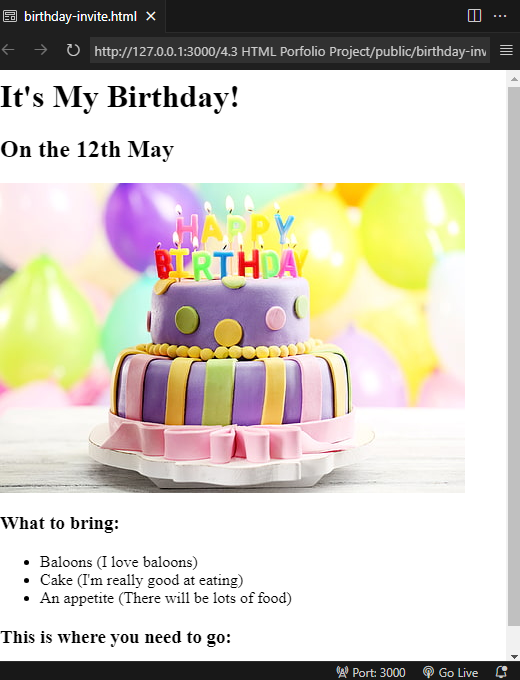 birthday-invite.html
http://127.0.0.1:3000/4.3 HTML Porfolio Project/public/birthday-inv
It's My Birthday!
On the 12th May
HAPPY
BIRTHDAY
What to bring:
Baloons (I love baloons)
Cake (I'm really good at eating)
An appetite (There will be lots of food)
This is where you need to go:
Port: 3000 Go Live